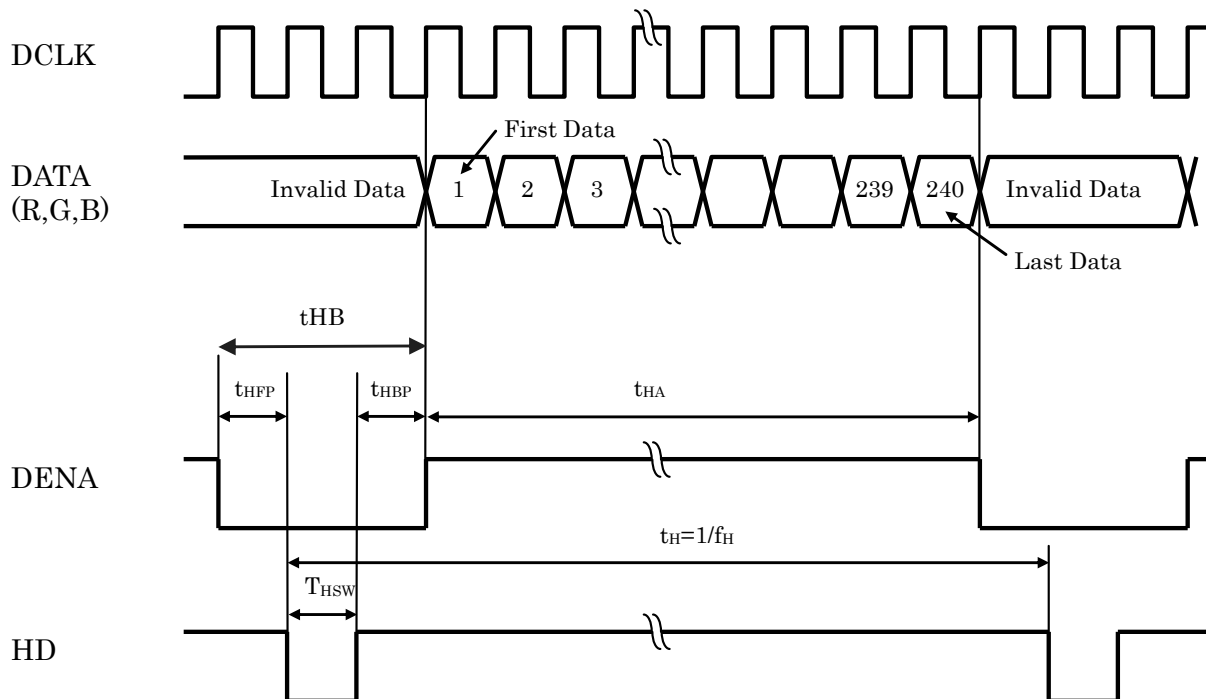 DCLK
First Data
DATA
(R,G,B)
Invalid Data
1
2
3
239
240
Invalid Data
Last Data
tHB
tHFP
tHBP
tHA
DENA
tH=1/fH
THSW
HD